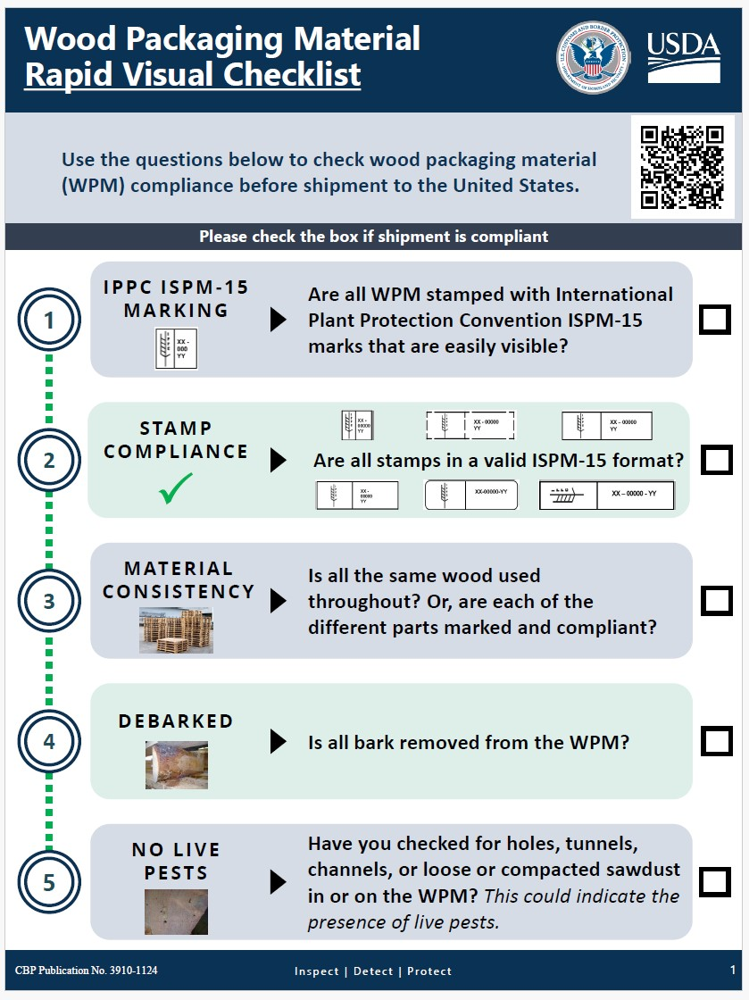 Wood Packaging Material
Rapid Visual Checklist
U.S. CUSTOMS AND BORDER PROTECTION
DEPARTMENT OF HOMELAND SECURITY
USDA
Use the questions below to check wood packaging material
(WPM) compliance before shipment to the United States.
Please check the box if shipment is compliant
1
IPPC ISPM-15
MARKING
XX -
000
YY
Are all WPM stamped with International
Plant Protection Convention ISPM-15
marks that are easily visible?
2
STAMP
COMPLIANCE
XX -
00000
YY
XX - 00000
YY
XX - 00000
YY
Are all stamps in a valid ISPM-15 format?
XX -
00000
YY
XX-00000-YY
XX – 00000 - YY
3
MATERIAL
CONSISTENCY
Is all the same wood used
throughout? Or, are each of the
different parts marked and compliant?
4
DEBARKED
Is all bark removed from the WPM?
5
NO LIVE
PESTS
Have you checked for holes, tunnels,
channels, or loose or compacted sawdust
in or on the WPM? This could indicate the
presence of live pests.
CBP Publication No. 3910-1124
Inspect | Detect | Protect
1